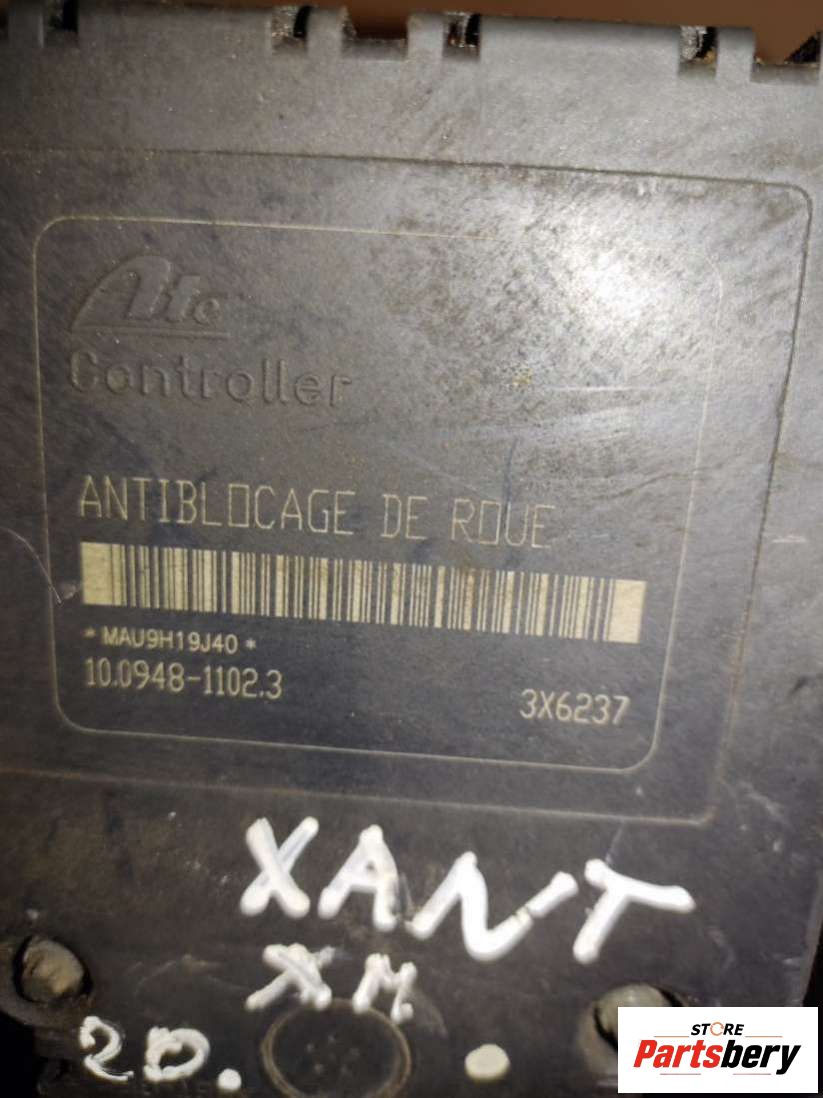 Ate
Controller
ANTIBLOCAGE DE ROUE
*MAU9H19J40*
10.0948-1102.3 3X6237
XANT
XM
2D.
STORE
Partsbery